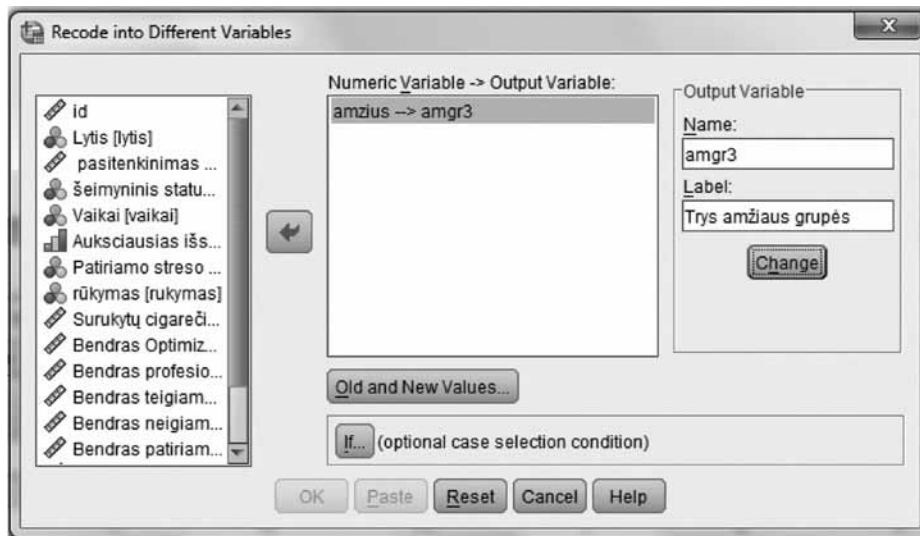 Recode into Different Variables
id
Lytis [lytis]
pasitenkinimas ...
šeimyninis statu...
Vaikai [vaikai]
Auksciausias išs...
Patiriamo streso ...
rūkymas [rukymas]
Surukytų cigareči...
Bendras Optimiz...
Bendras profesio...
Bendras teigiam...
Bendras neigiam...
Bendras patiriam...
Numeric Variable -> Output Variable:
amzius --> amgr3
Old and New Values...
If... (optional case selection condition)
Output Variable
Name:
amgr3
Label:
Trys amžiaus grupės
Change
OK Paste Reset Cancel Help